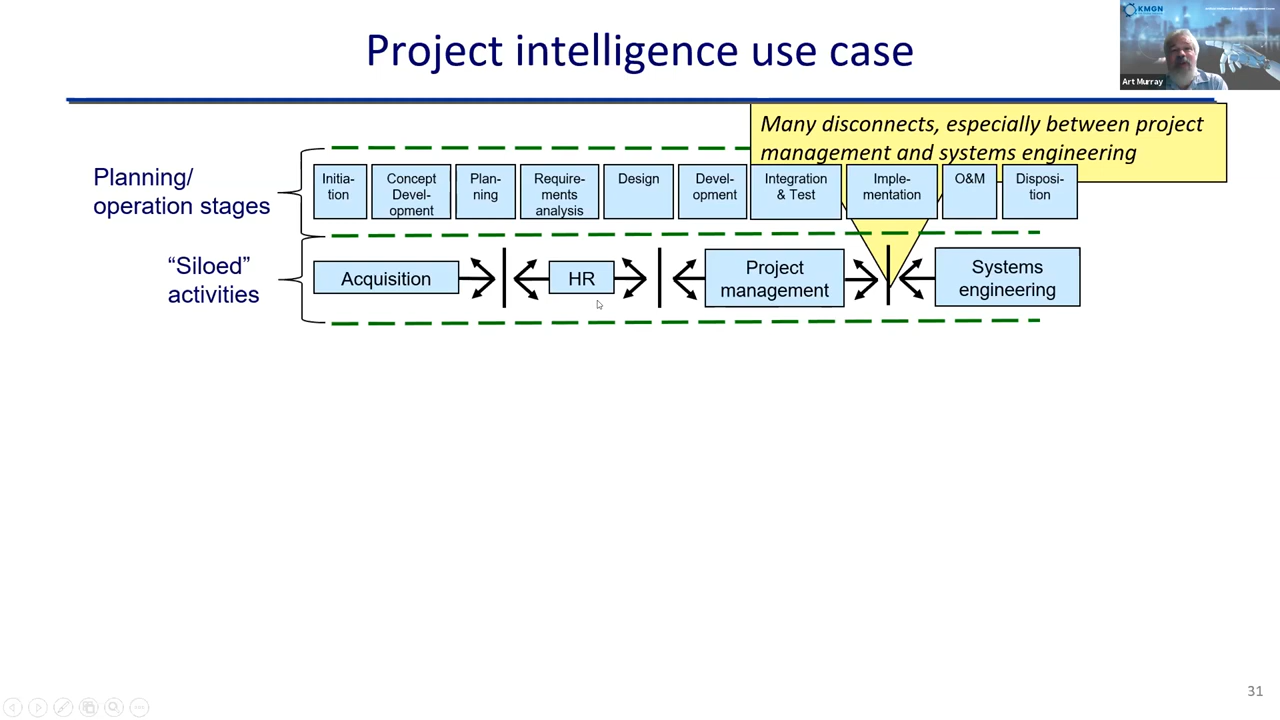 Project intelligence use case
KMGN
Art Murray
Many disconnects, especially between project
management and systems engineering
Planning/
operation stages
Initia-
tion
Concept
Devel-
opment
Plan-
ning
Require-
ments
analysis
Design
Devel-
opment
Integration
& Test
Imple-
mentation
O&M
Disposi-
tion
“Siloed”
activities
Acquisition
HR
Project
management
Systems
engineering
31